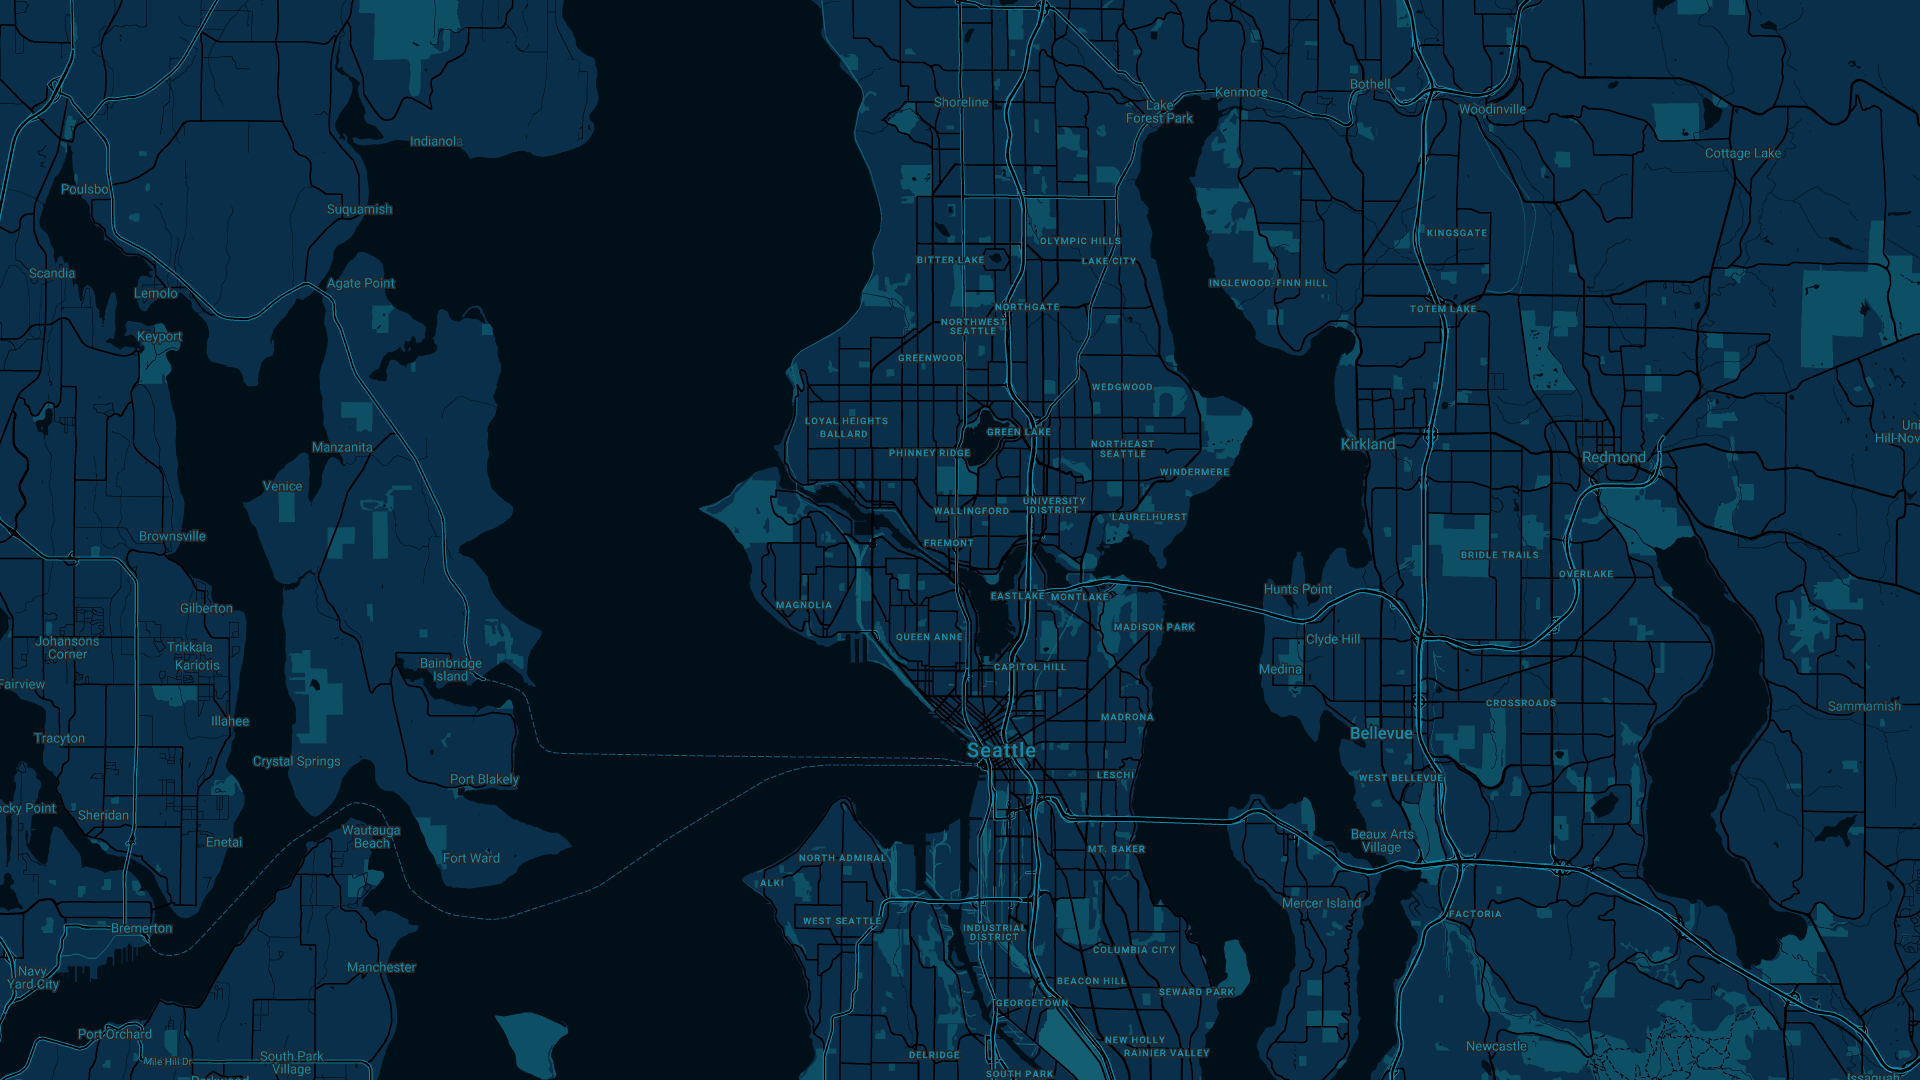 Bothell
Kenmore
Shoreline
Lake
Forest Park
Woodinville
Indianola
Cottage Lake
Poulsbo
Suquamish
KINGSGATE
OLYMPIC HILLS
BITTER LAKE
LAKE CITY
Scandia
Agate Point
INGLEWOOD-FINN HILL
Lemolo
NORTHGATE
TOTEM LAKE
NORTHWEST
SEATTLE
Keyport
GREENWOOD
WEDGWOOD
LOYAL HEIGHTS
BALLARD
GREEN LAKE
Uni
Hill-Nov
Manzanita
PHINNEY RIDGE
NORTHEAST
SEATTLE
Kirkland
Redmond
WINDERMERE
Venice
UNIVERSITY
DISTRICT
WALLINGFORD
LAURELHURST
Brownsville
FREMONT
BRIDLE TRAILS
OVERLAKE
Hunts Point
EASTLAKE
MONTLAKE
Gilberton
MAGNOLIA
MADISON PARK
Johansons
Corner
QUEEN ANNE
Clyde Hill
Trikkala
Kariotis
Bainbridge
Island
CAPITOL HILL
Medina
Fairview
CROSSROADS
Sammamish
Illahee
MADRONA
Tracyton
Bellevue
Seattle
Crystal Springs
Port Blakely
LESCHI
WEST BELLEVUE
ocky Point
Sheridan
Wautauga
Beach
Enetai
Beaux Arts
Village
MT. BAKER
Fort Ward
NORTH ADMIRAL
ALKI
Mercer Island
FACTORIA
WEST SEATTLE
Bremerton
INDUSTRIAL
DISTRICT
COLUMBIA CITY
Manchester
Navy
Yard City
BEACON HILL
SEWARD PARK
GEORGETOWN
Port Orchard
NEW HOLLY
RAINIER VALLEY
Newcastle
Mile Hill Dr
South Park
Village
DELRIDGE
SOUTH PARK
Parkwood
Issaquah